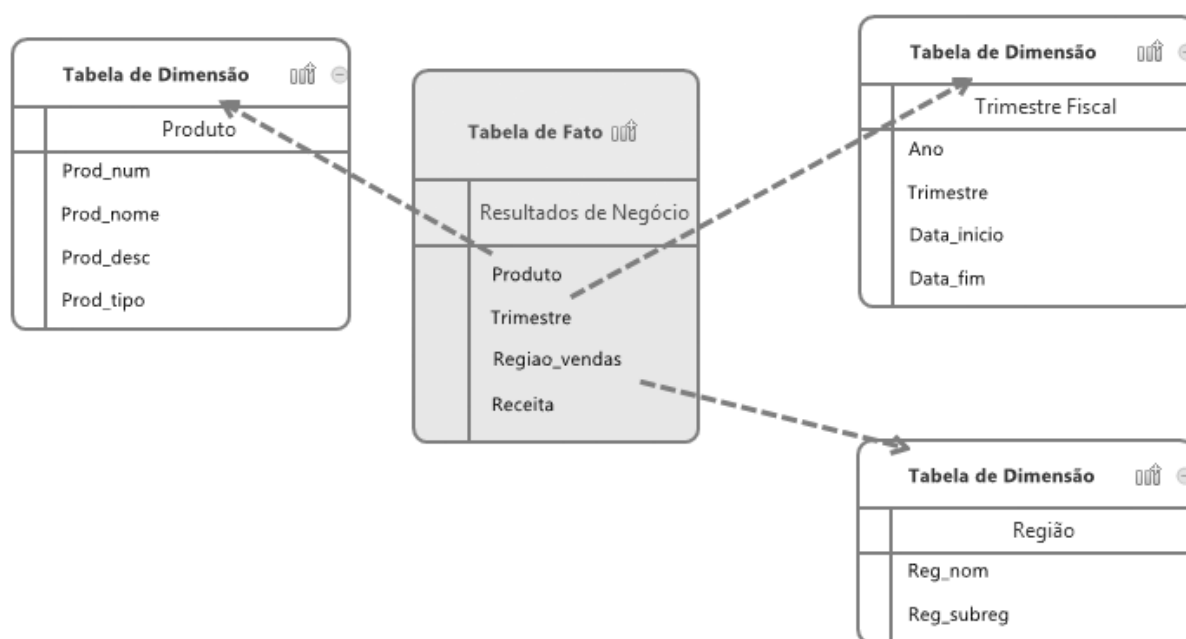 Tabela de Dimensão
Produto
Prod_num
Prod_nome
Prod_desc
Prod_tipo
Tabela de Fato
Resultados de Negócio
Produto
Trimestre
Regiao_vendas
Receita
Tabela de Dimensão
Trimestre Fiscal
Ano
Trimestre
Data_inicio
Data_fim
Tabela de Dimensão
Região
Reg_nom
Reg_subreg